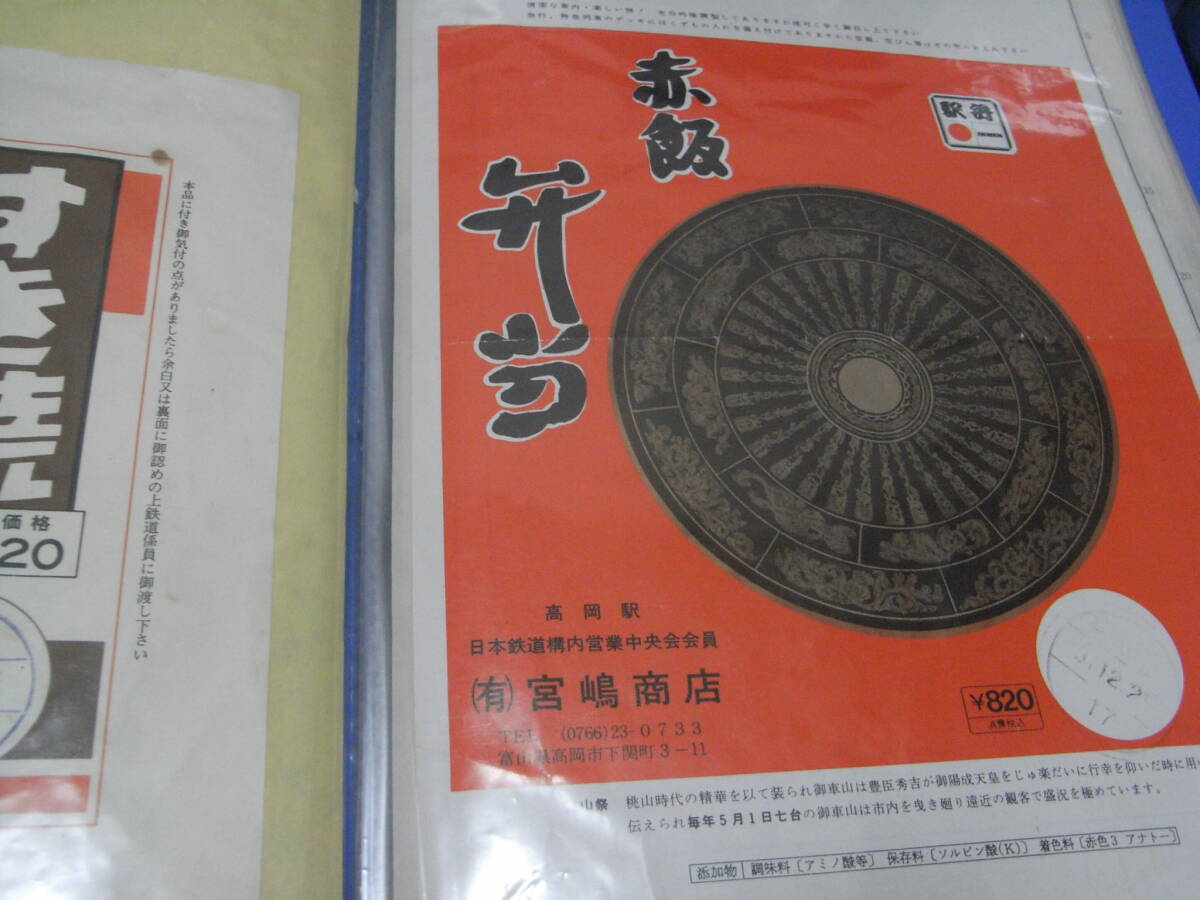 本品に付き御気付の点がありましたら余白又は裏面に御認めの上鉄道係員に御渡し下さい
価格
20
赤飯
弁当
駅弁
高岡駅
日本鉄道構内営業中央会会員
(有)宮嶋商店
TEL (0766)23-0733
富山県高岡市下関町3-11
¥820
消費税込
山祭 桃山時代の精華を以て装られ御車山は豊臣秀吉が御陽成天皇をじゅ楽だいに行幸を仰いだ時に用
伝えられ毎年5月1日七台の御車山は市内を曳き廻り遠近の観客で盛況を極めています。
添加物 調味料〔アミノ酸等〕 保存料〔ソルビン酸(K)〕 着色料〔赤色3 アナトー〕